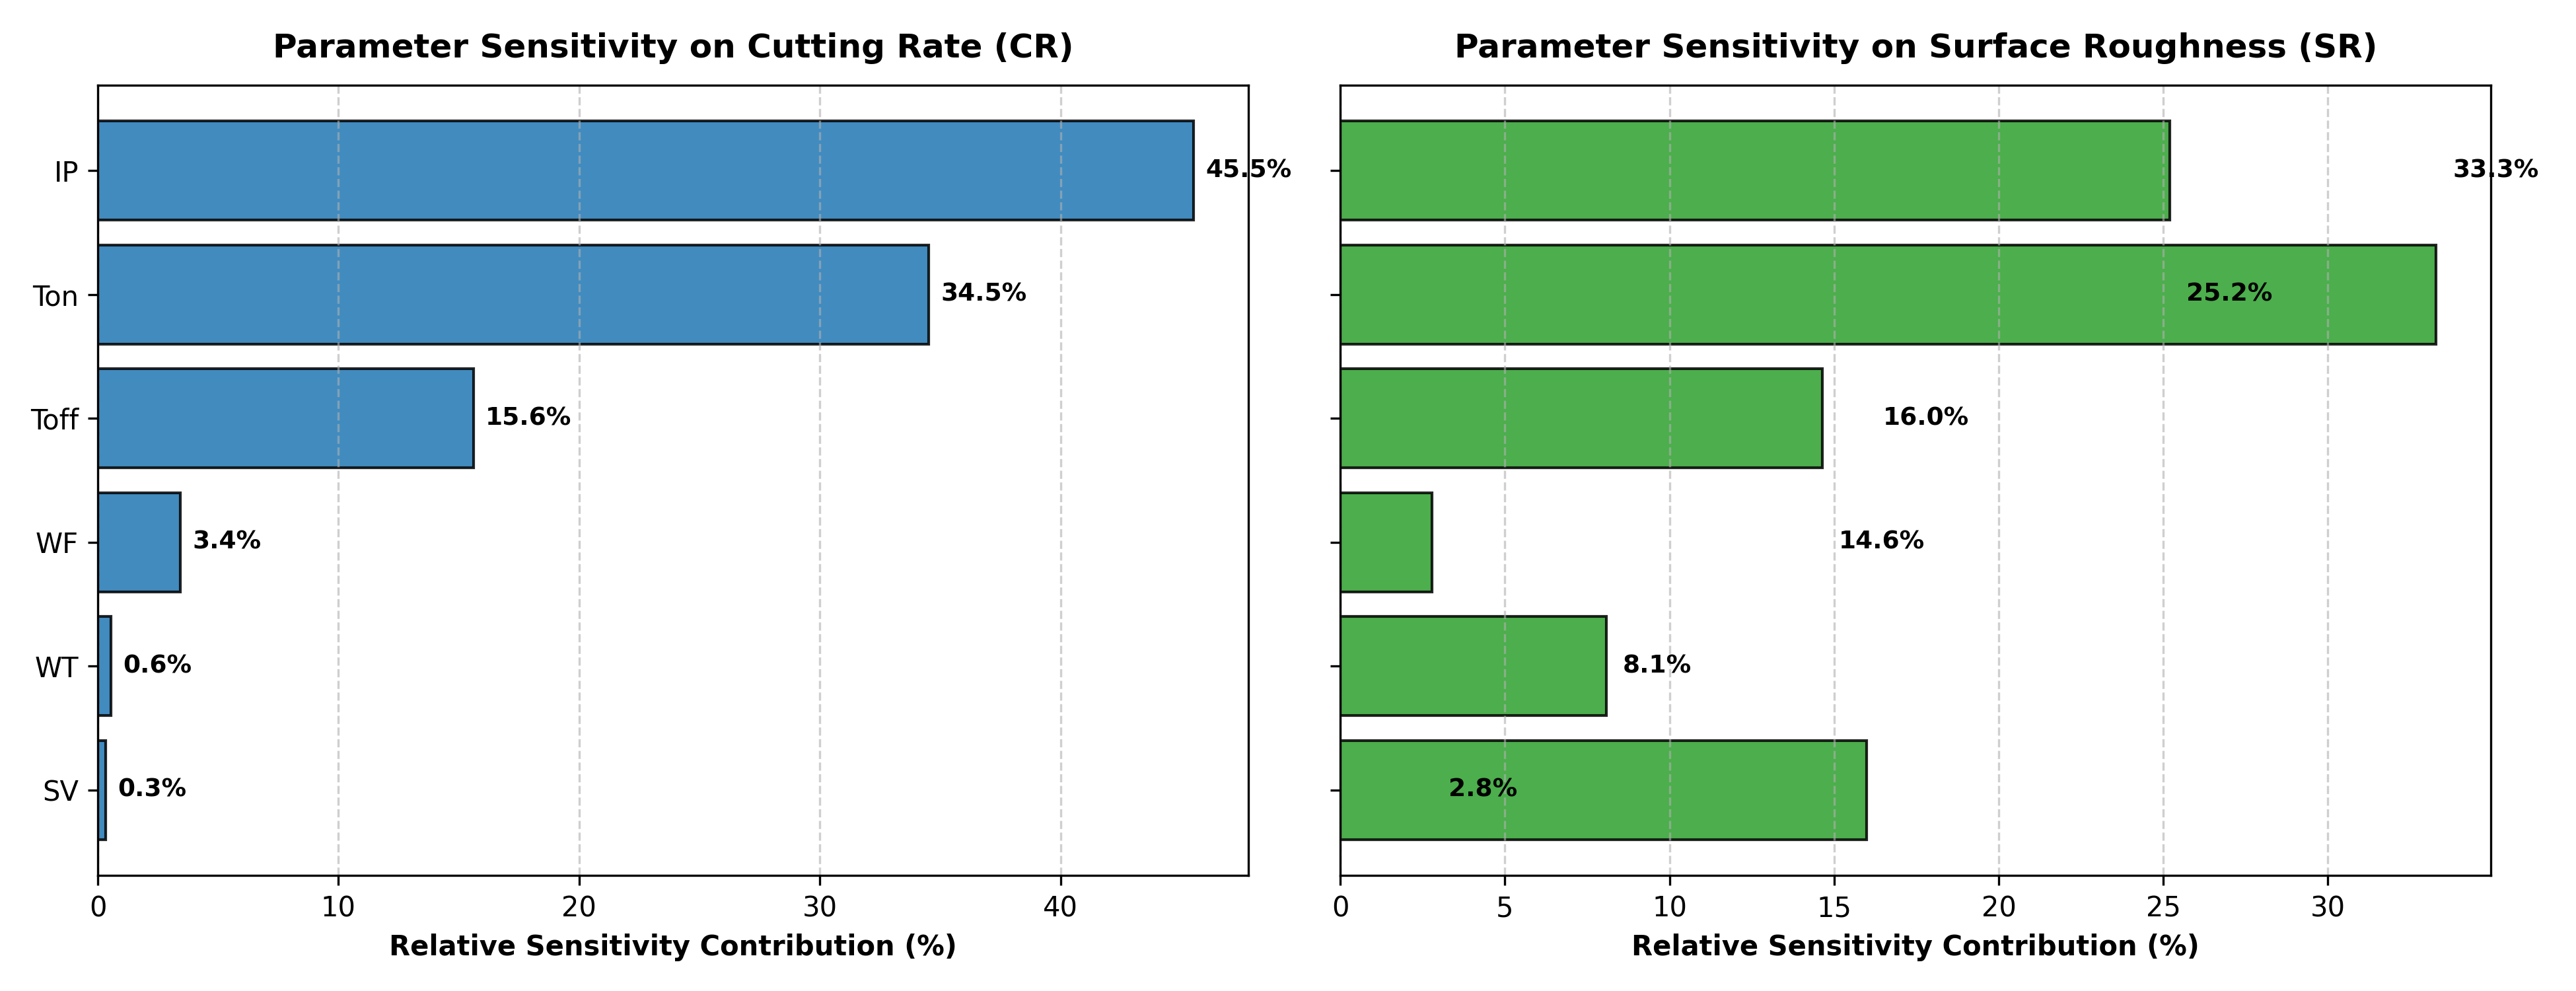 Parameter Sensitivity on Cutting Rate (CR)
IP
45.5%
Ton
34.5%
Toff
15.6%
WF
3.4%
WT
0.6%
SV
0.3%
0 10 20 30 40
Relative Sensitivity Contribution (%)
Parameter Sensitivity on Surface Roughness (SR)
33.3%
25.2%
16.0%
14.6%
8.1%
2.8%
0 5 10 15 20 25 30
Relative Sensitivity Contribution (%)